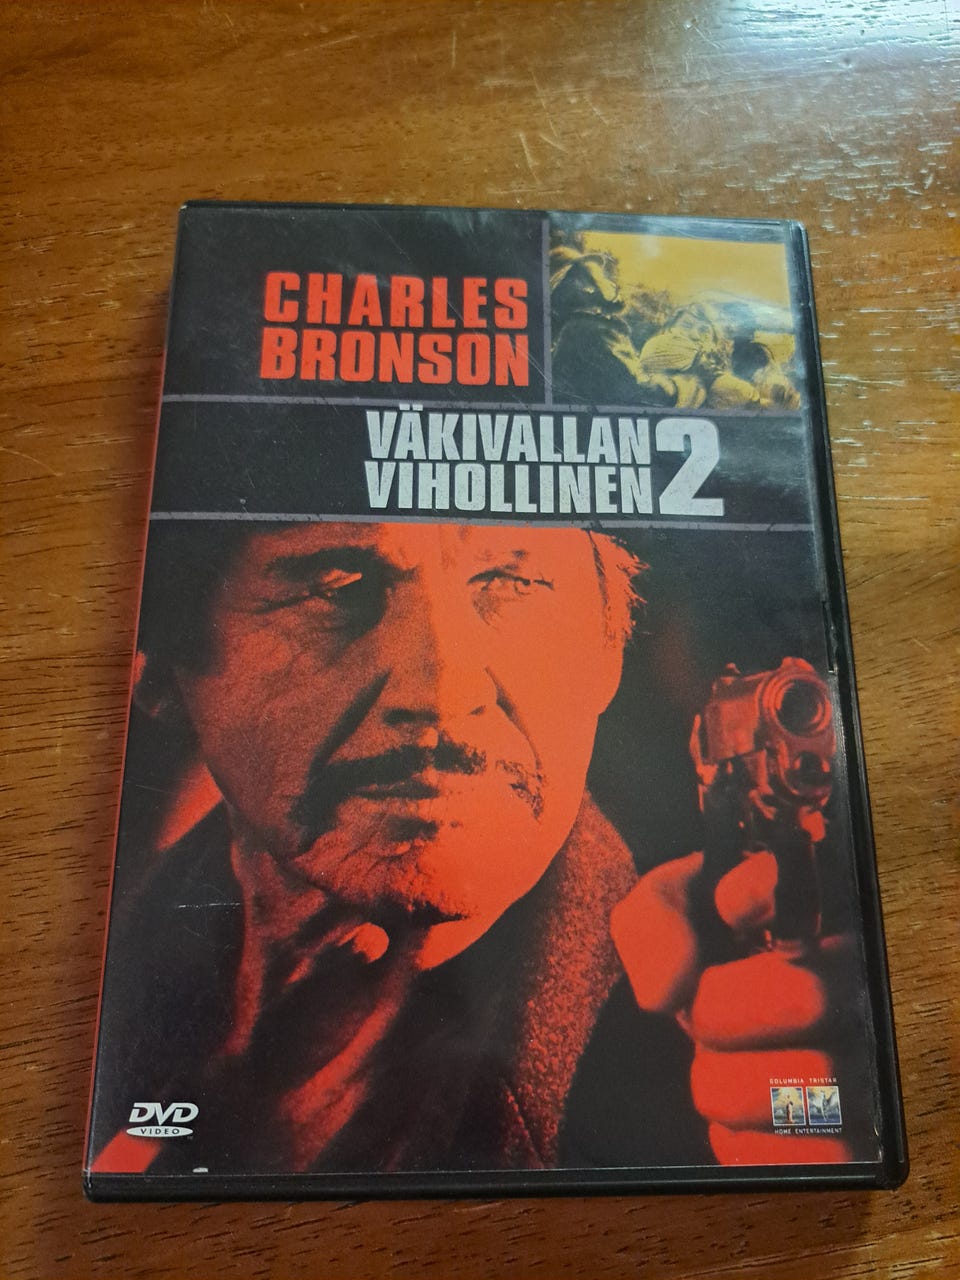 CHARLES
BRONSON
VÄKIVALLAN
VIHOLLINEN 2
DVD
VIDEO
COLUMBIA TRISTAR
HOME ENTERTAINMENT